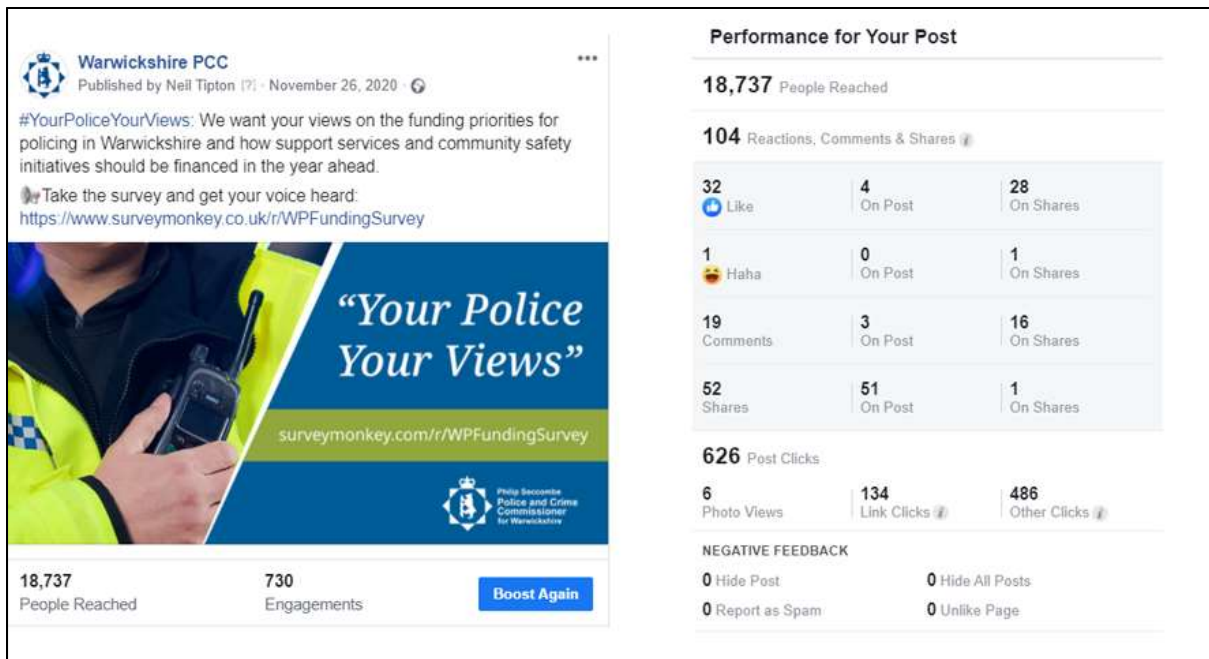 Warwickshire PCC
Published by Neil Tipton [?] · November 26, 2020 ·
#YourPoliceYourViews: We want your views on the funding priorities for
policing in Warwickshire and how support services and community safety
initiatives should be financed in the year ahead.
Take the survey and get your voice heard:
https://www.surveymonkey.co.uk/r/WPFundingSurvey
“Your Police
Your Views”
surveymonkey.com/r/WPFundingSurvey
Philip Seccombe
Police and Crime
Commissioner
for Warwickshire
18,737
People Reached
730
Engagements
Boost Again
Performance for Your Post
18,737 People Reached
104 Reactions, Comments & Shares i
32
Like
4
On Post
28
On Shares
1
Haha
0
On Post
1
On Shares
19
Comments
3
On Post
16
On Shares
52
Shares
51
On Post
1
On Shares
626 Post Clicks
6
Photo Views
134
Link Clicks i
486
Other Clicks i
NEGATIVE FEEDBACK
0 Hide Post
0 Hide All Posts
0 Report as Spam
0 Unlike Page